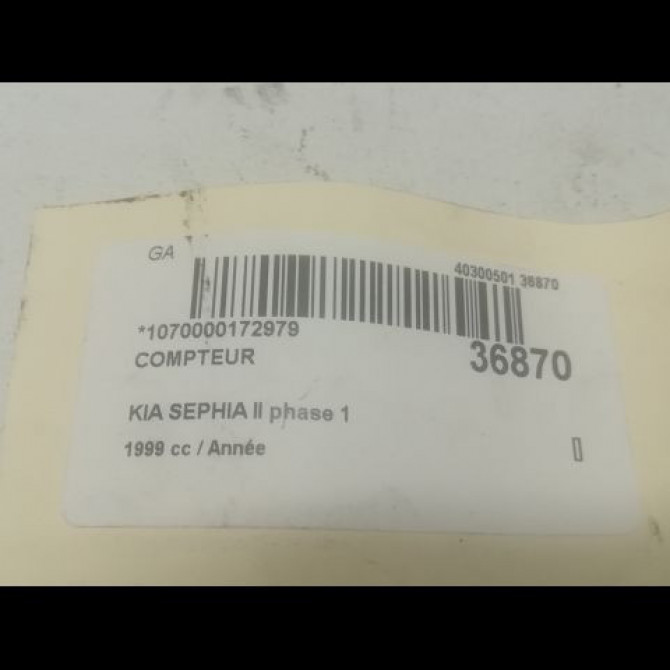 GA
40300501 36870
*1070000172979
COMPTEUR
36870
KIA SEPHIA II phase 1
1999 cc / Année